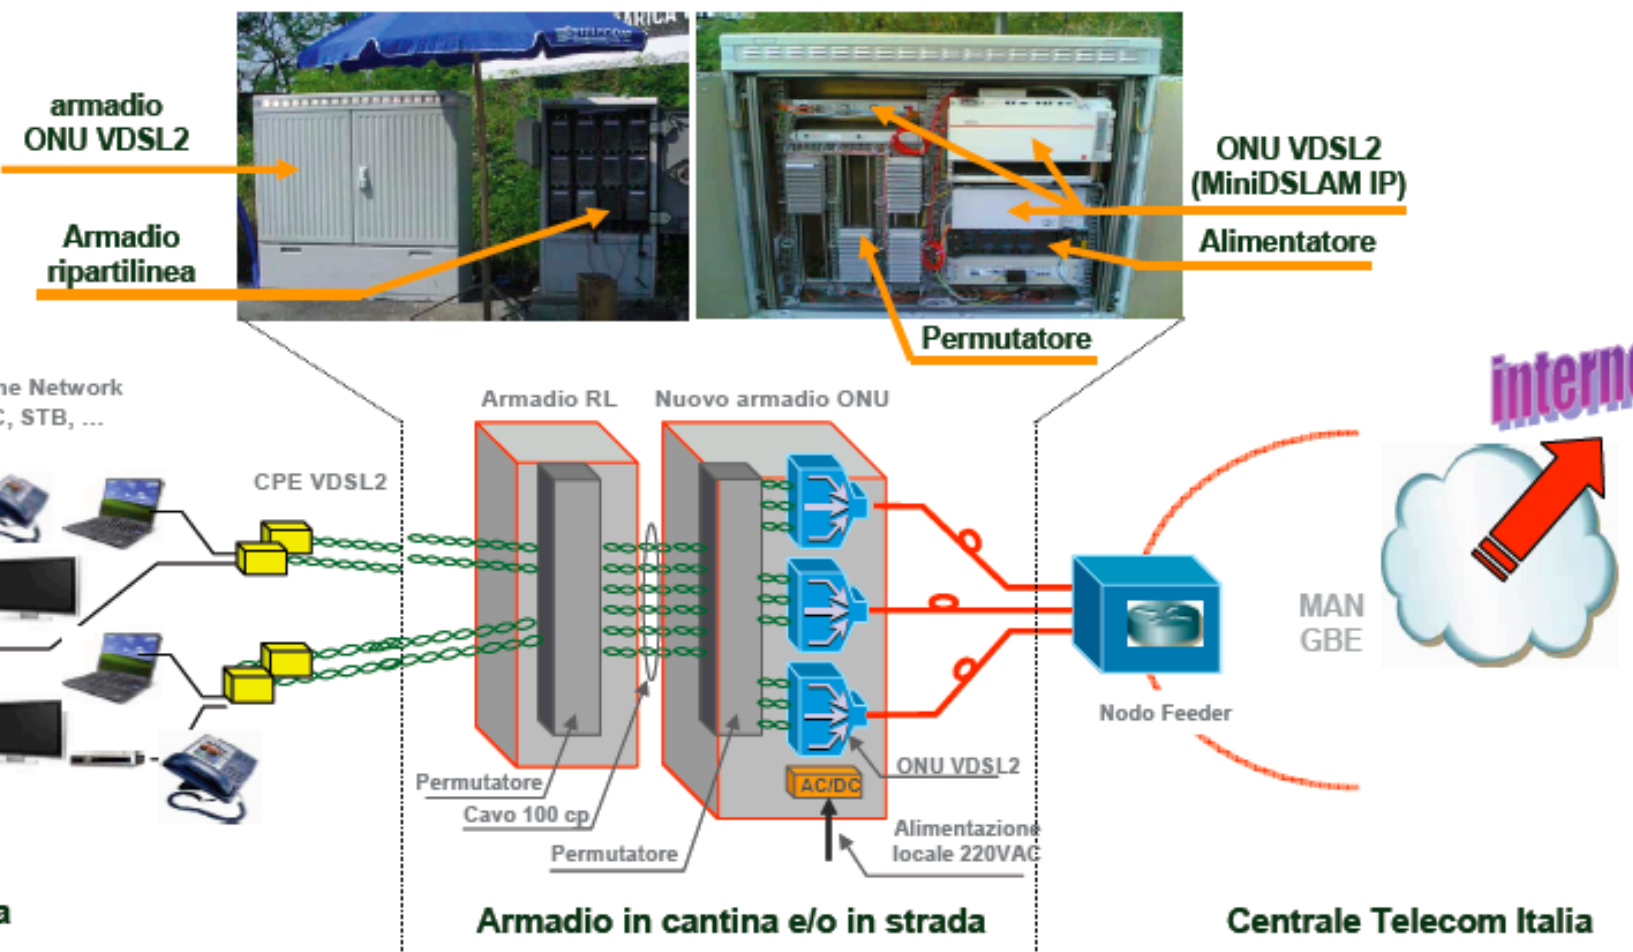 armadio
ONU VDSL2
Armadio
ripartilinea
ONU VDSL2
(MiniDSLAM IP)
Alimentatore
Permutatore
Network
STB, ...
CPE VDSL2
Armadio RL
Nuovo armadio ONU
MAN
GBE
Nodo Feeder
ONU VDSL2
AC/DC
Permutatore
Cavo 100 cp
Permutatore
Alimentazione
locale 220VAC
Armadio in cantina e/o in strada
Centrale Telecom Italia